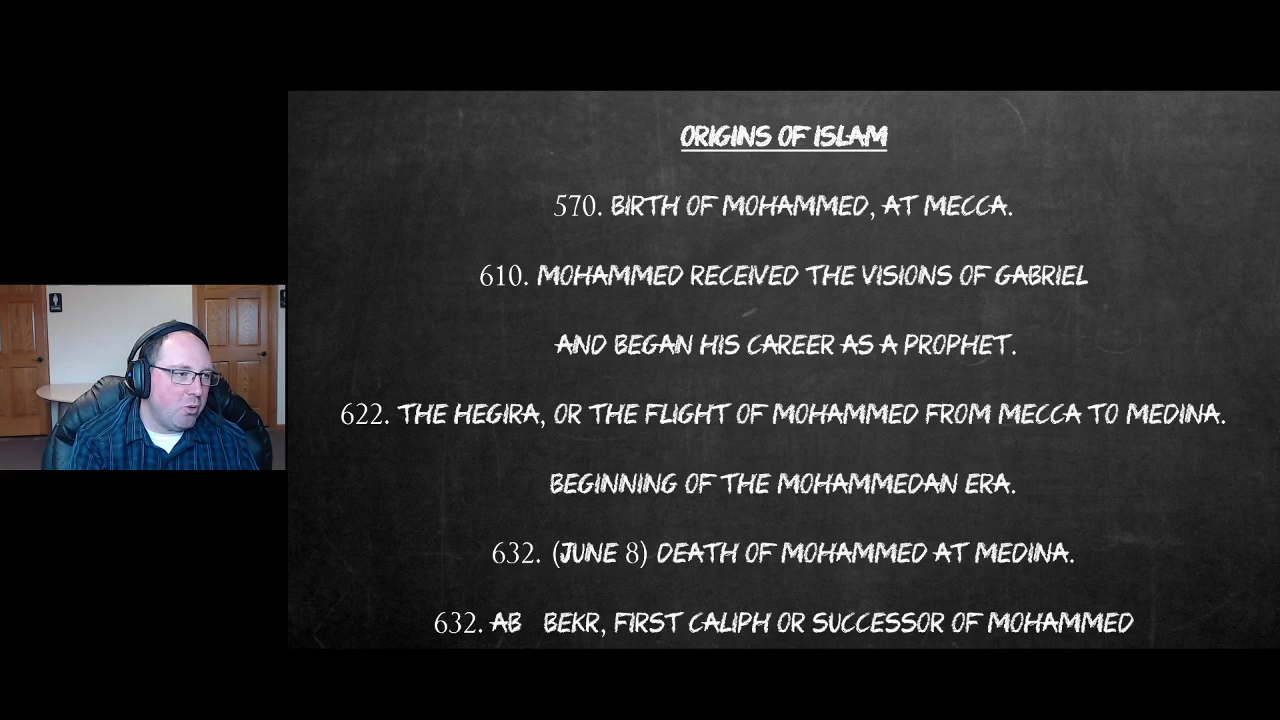 ORIGINS OF ISLAM
570. BIRTH OF MOHAMMED, AT MECCA.
610. MOHAMMED RECEIVED THE VISIONS OF GABRIEL
AND BEGAN HIS CAREER AS A PROPHET.
622. THE HEGIRA, OR THE FLIGHT OF MOHAMMED FROM MECCA TO MEDINA.
BEGINNING OF THE MOHAMMEDAN ERA.
632. (JUNE 8) DEATH OF MOHAMMED AT MEDINA.
632. AB BEKR, FIRST CALIPH OR SUCCESSOR OF MOHAMMED